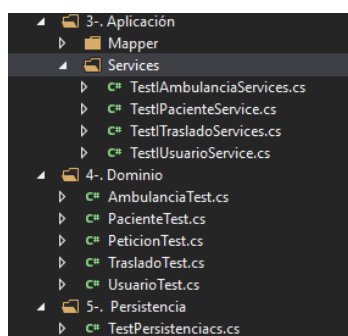 3-. Aplicación
Mapper
Services
C# TestIAmbulanciaServices.cs
C# TestIPacienteService.cs
C# TestITrasladoServices.cs
C# TestIUsuarioService.cs
4-. Dominio
C# AmbulanciaTest.cs
C# PacienteTest.cs
C# PeticionTest.cs
C# TrasladoTest.cs
C# UsuarioTest.cs
5-. Persistencia
C# TestPersistenciacs.cs